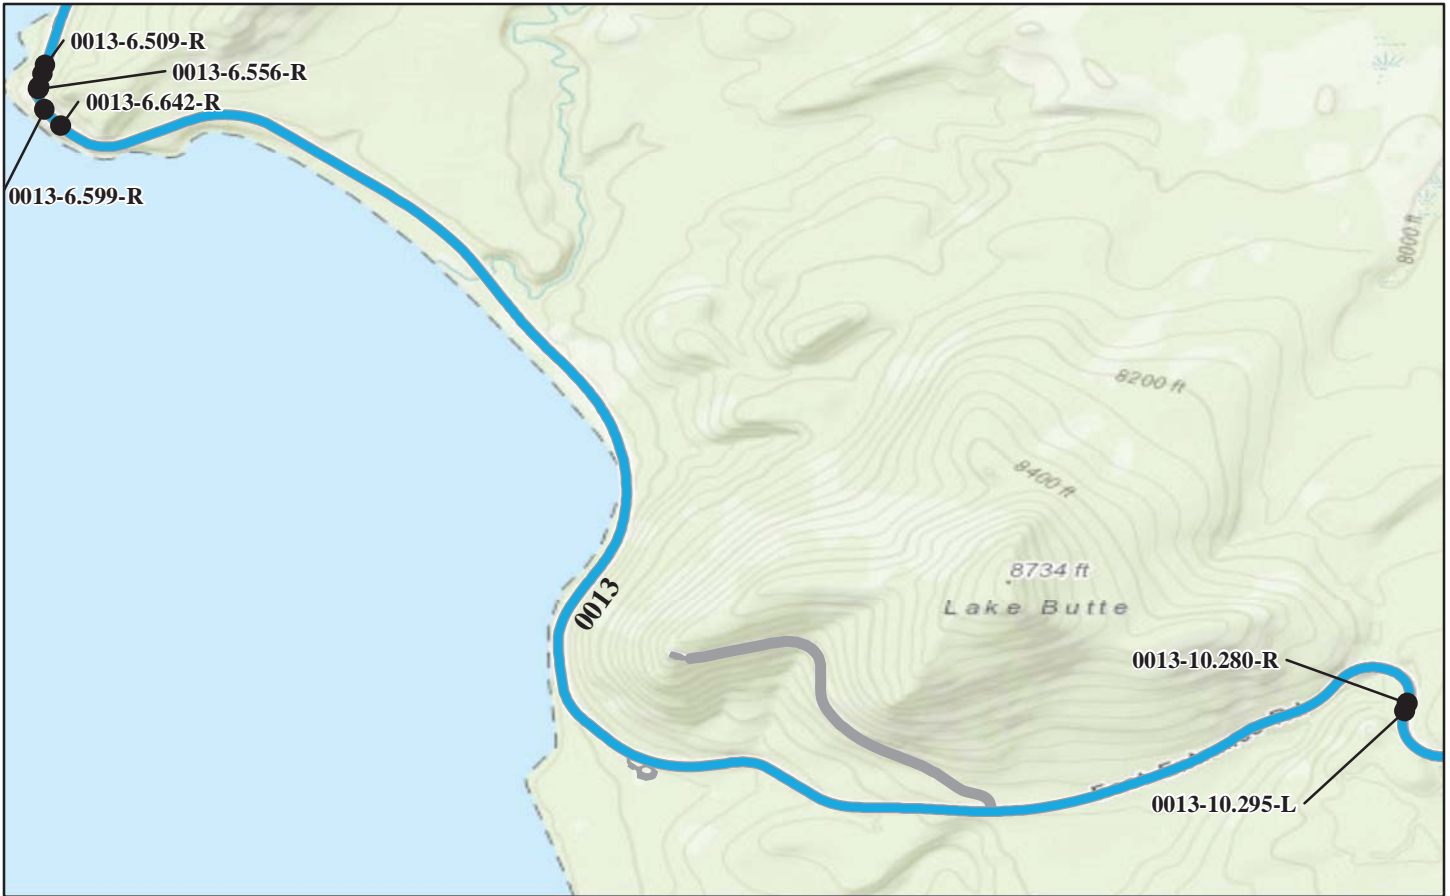 0013-6.509-R
0013-6.556-R
0013-6.642-R
0013-6.599-R
8000 ft
8200 ft
8400 ft
8734 ft
Lake Butte
0013
0013-10.280-R
0013-10.295-L